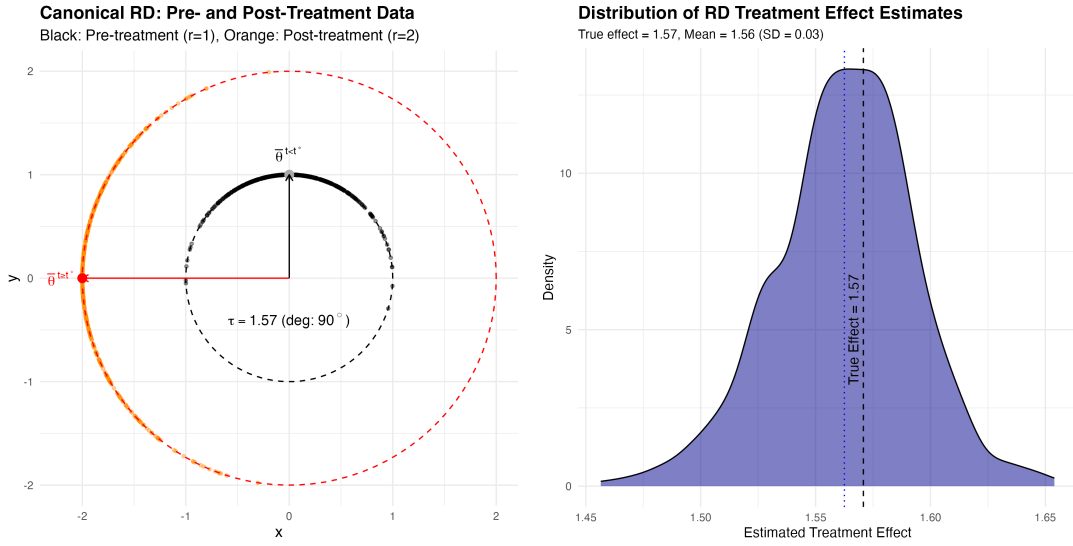 Canonical RD: Pre- and Post-Treatment Data
Black: Pre-treatment (r=1), Orange: Post-treatment (r=2)
2
1
0
-1
-2
y
θ̅ t<t*
θ̅ t≥t*
τ = 1.57 (deg: 90°)
-2
-1
0
1
2
x
Distribution of RD Treatment Effect Estimates
True effect = 1.57, Mean = 1.56 (SD = 0.03)
10
5
0
Density
True Effect = 1.57
1.45
1.50
1.55
1.60
1.65
Estimated Treatment Effect